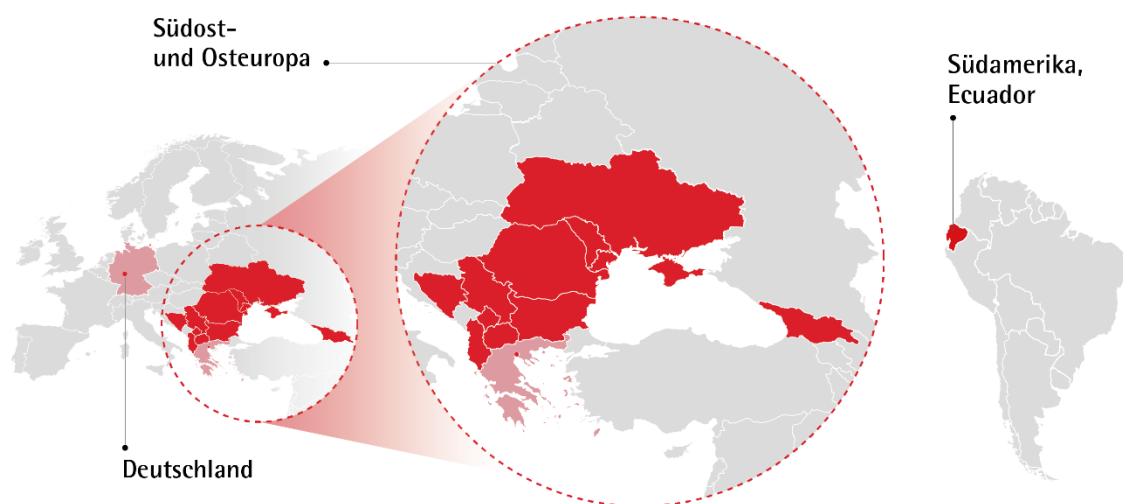 Südost-
und Osteuropa
Südamerika,
Ecuador
Deutschland